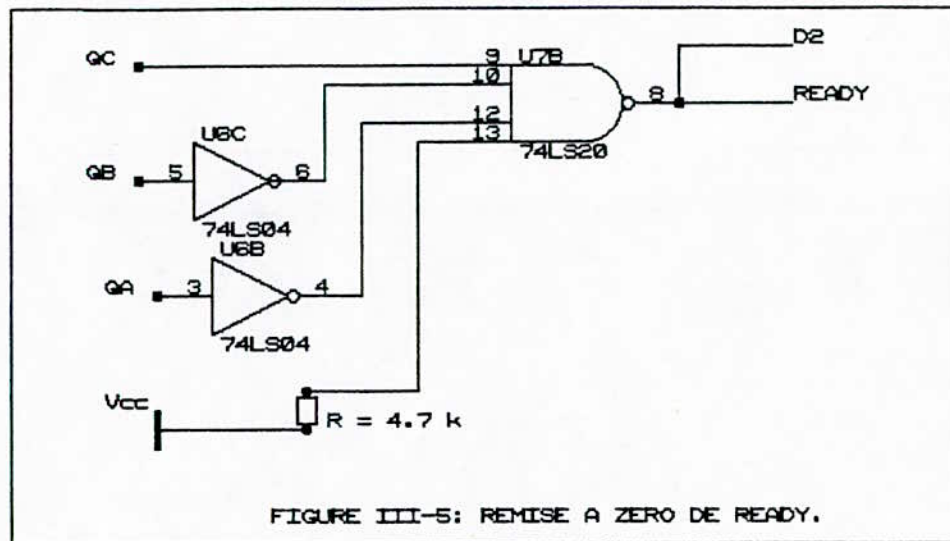 D2
9 U7B
QC
10
8
READY
12
U6C
13
74LS20
QB
5
6
74LS04
U6B
QA
3
4
74LS04
Vcc
R = 4.7 k
FIGURE III-5: REMISE A ZERO DE READY.